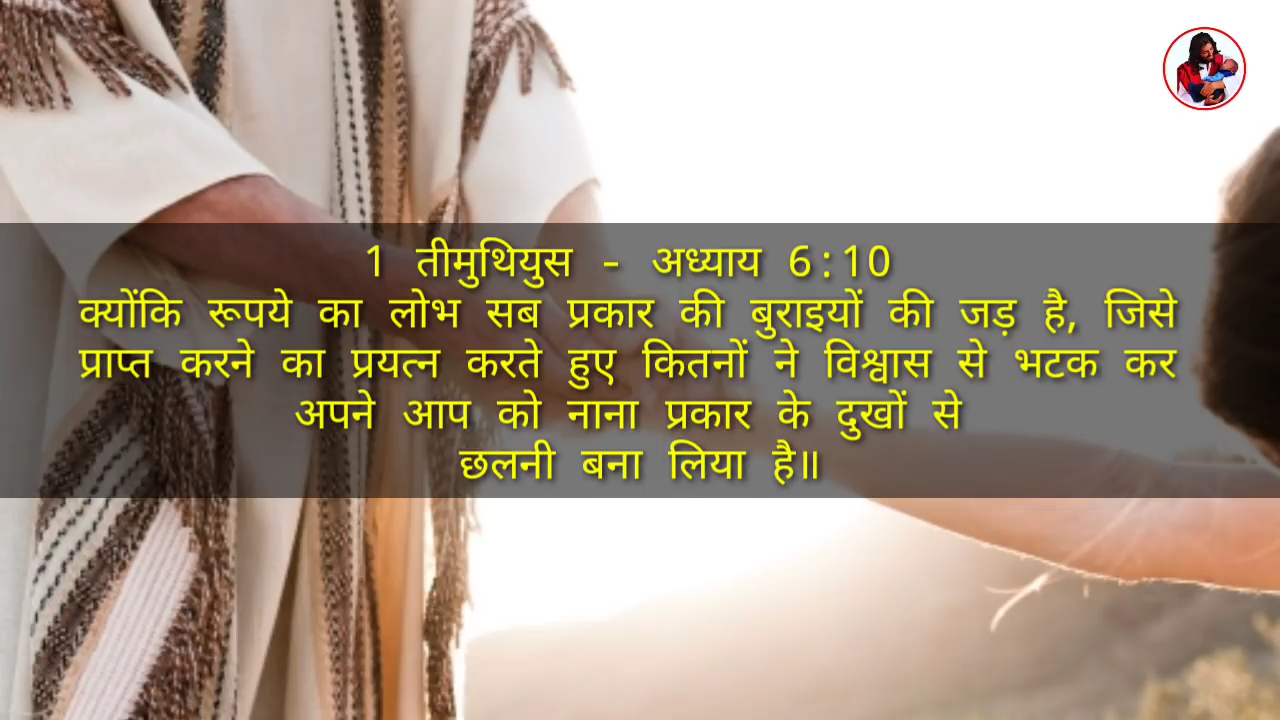 1 तीमुथियुस - अध्याय 6:10
क्योंकि रूपये का लोभ सब प्रकार की बुराइयों की जड़ है, जिसे
प्राप्त करने का प्रयत्न करते हुए कितनों ने विश्वास से भटक कर
अपने आप को नाना प्रकार के दुखों से
छलनी बना लिया है॥